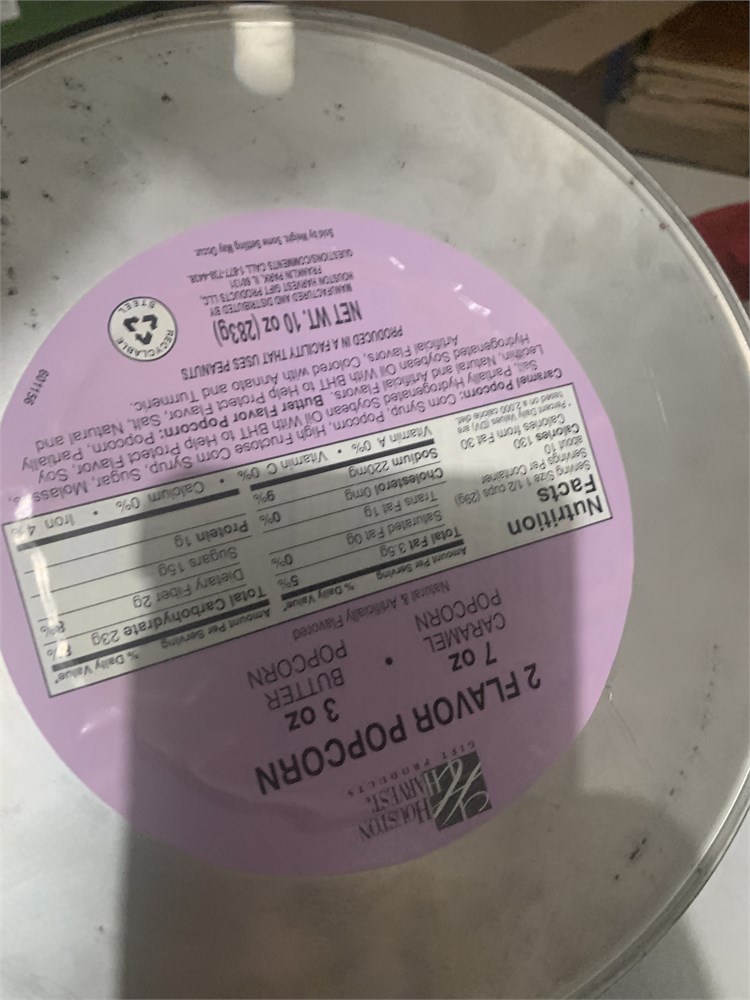 HOUSTON
HARVEST
GIFT PRODUCTS
2 FLAVOR POPCORN
7 OZ
CARAMEL
POPCORN
•
3 OZ
BUTTER
POPCORN
Natural & Artificially Flavored
Nutrition
Facts
Serving Size 1 1/2 cups (29g)
Servings Per Container
about 10
Calories 130
Calories from Fat 30
* Percent Daily Values (DV) are
based on a 2,000 calorie diet.
Amount Per Serving % Daily Value*
Total Fat 3.5g 5%
Saturated Fat 0g 0%
Trans Fat 1g
Cholesterol 0mg 0%
Sodium 220mg 9%
Amount Per Serving % Daily Value*
Total Carbohydrate 23g
Dietary Fiber 2g 8%
Sugars 15g
Protein 1g
Vitamin A 0% • Vitamin C 0% • Calcium 0% • Iron 4%
Caramel Popcorn: Popcorn, High Fructose Corn Syrup, Sugar, Molasses,
Corn Syrup, Partially Hydrogenated Soybean Oil With BHT to Help Protect Flavor, Soy
Lecithin, Natural and Artificial Flavors. Butter Flavor Popcorn: Popcorn, Partially
Hydrogenated Soybean Oil With BHT to Help Protect Flavor, Salt, Natural and
Artificial Flavors, Colored with Annato and Turmeric.
PRODUCED IN A FACILITY THAT USES PEANUTS
NET WT. 10 oz (283g)
MANUFACTURED AND DISTRIBUTED BY
HOUSTON HARVEST GIFT PRODUCTS LLC,
FRANKLIN PARK, IL 60131
QUESTIONS/COMMENTS CALL 1-877-738-4438.
Sold by Weight. Some Settling May Occur.
RECYCLABLE
STEEL
601156